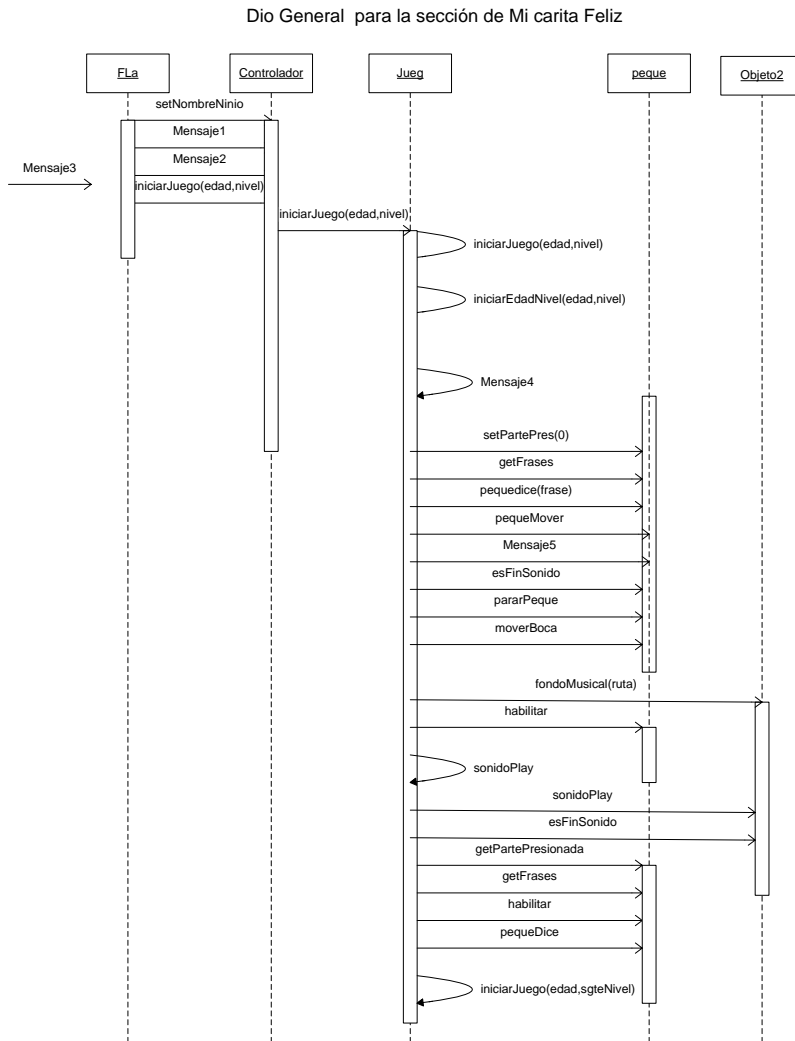 Dio General para la sección de Mi carita Feliz
FLa
Controlador
Jueg
peque
Objeto2
setNombreNinio
Mensaje1
Mensaje2
Mensaje3
iniciarJuego(edad,nivel)
iniciarJuego(edad,nivel)
iniciarJuego(edad,nivel)
iniciarEdadNivel(edad,nivel)
Mensaje4
setPartePres(0)
getFrases
pequedice(frase)
pequeMover
Mensaje5
esFinSonido
pararPeque
moverBoca
fondoMusical(ruta)
habilitar
sonidoPlay
sonidoPlay
esFinSonido
getPartePresionada
getFrases
habilitar
pequeDice
iniciarJuego(edad,sgteNivel)